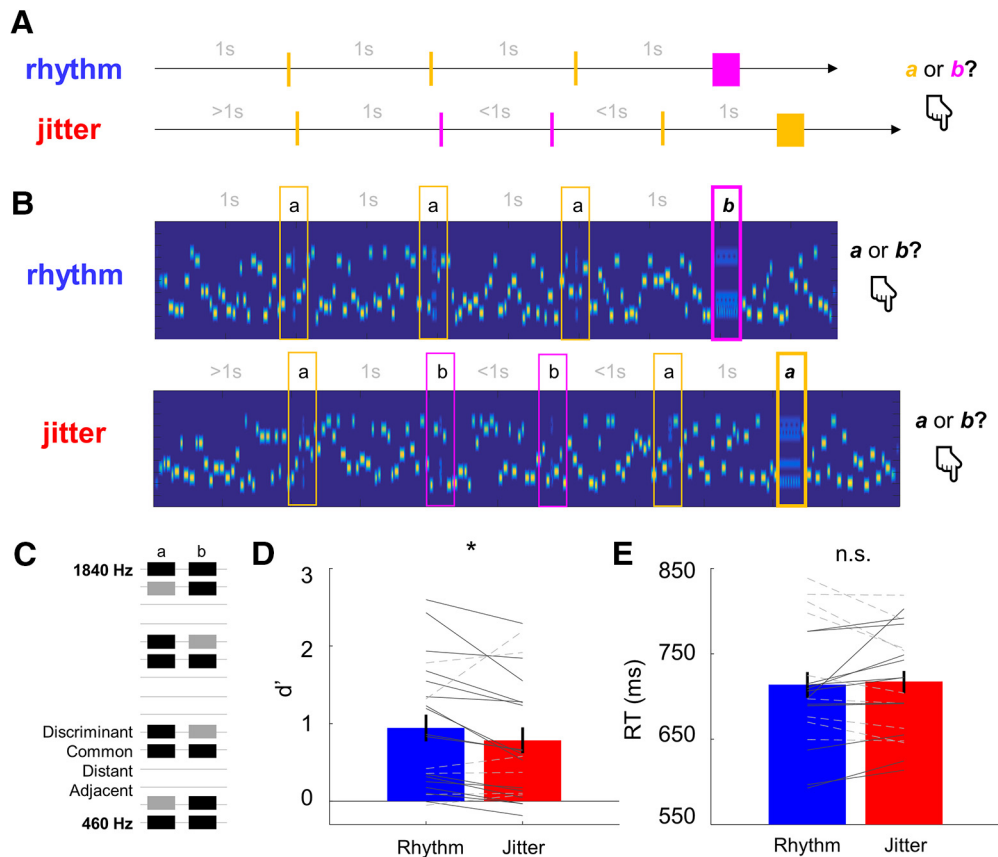 A
1s 1s 1s 1s
rhythm
a or b?
>1s 1s <1s <1s 1s
jitter
B
1s a 1s a 1s a 1s b
rhythm
a or b?
>1s a 1s b <1s b <1s a 1s a
jitter
a or b?
C
a b
1840 Hz
Discriminant
Common
Distant
Adjacent
460 Hz
D
*
3
2
d'
1
0
Rhythm Jitter
E
n.s.
850
750
RT (ms)
650
550
Rhythm Jitter